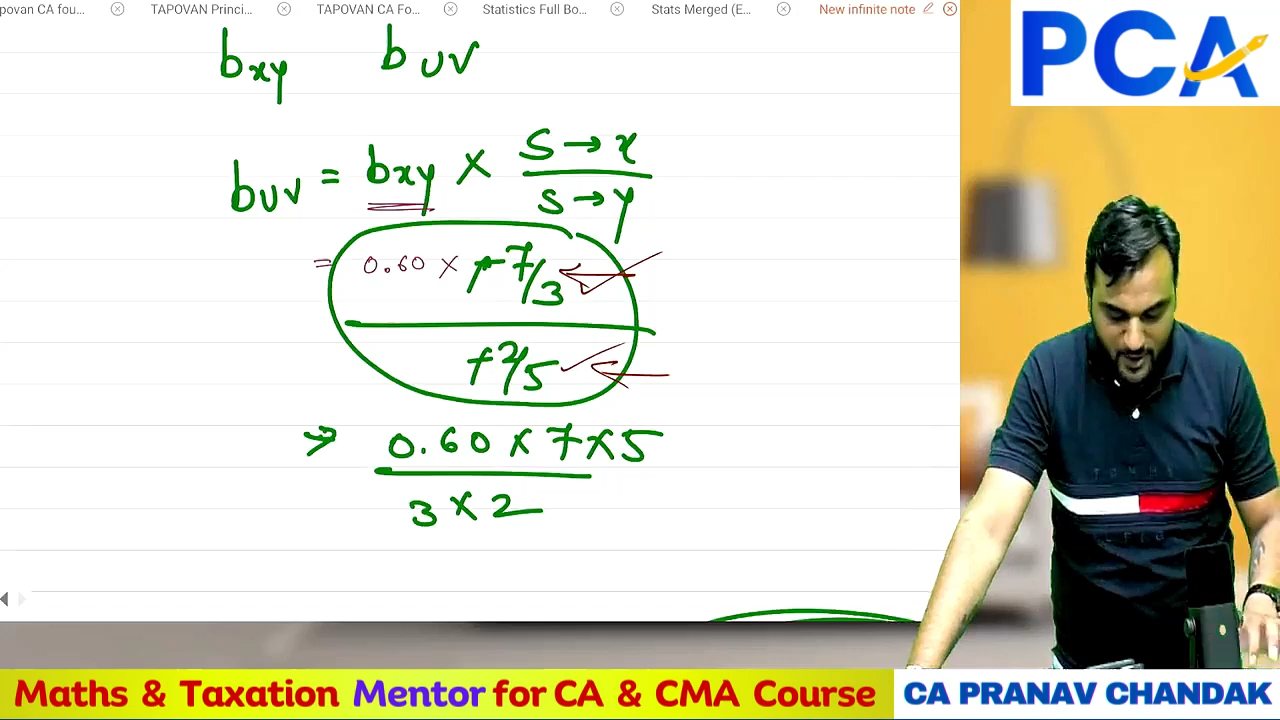 povan CA fou... TAPOVAN Princi... TAPOVAN CA Fo... Statistics Full Bo... Stats Merged (E... New infinite note
PCA
bxy buv
buv = bxy × S → x / S → y
= 0.60 × +7/3
+2/5
⇒ 0.60 × 7 × 5
3 × 2
Maths & Taxation Mentor for CA & CMA Course
CA PRANAV CHANDAK